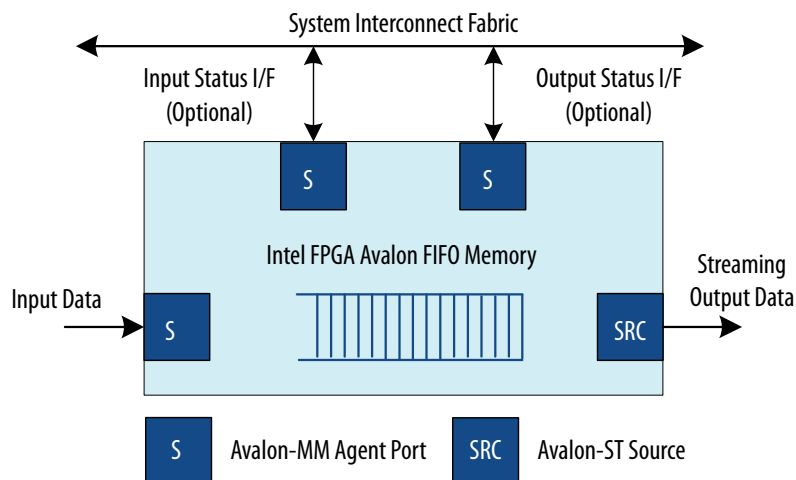 System Interconnect Fabric
Input Status I/F
(Optional)
Output Status I/F
(Optional)
S
S
Intel FPGA Avalon FIFO Memory
Input Data
S
SRC
Streaming
Output Data
S
Avalon-MM Agent Port
SRC
Avalon-ST Source